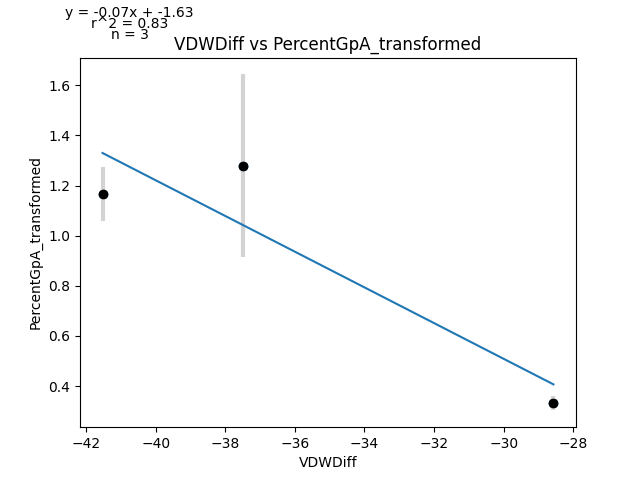 y = -0.07x + -1.63
r^2 = 0.83
n = 3
VDWDiff vs PercentGpA_transformed
PercentGpA_transformed
1.6
1.4
1.2
1.0
0.8
0.6
0.4
−42 −40 −38 −36 −34 −32 −30 −28
VDWDiff